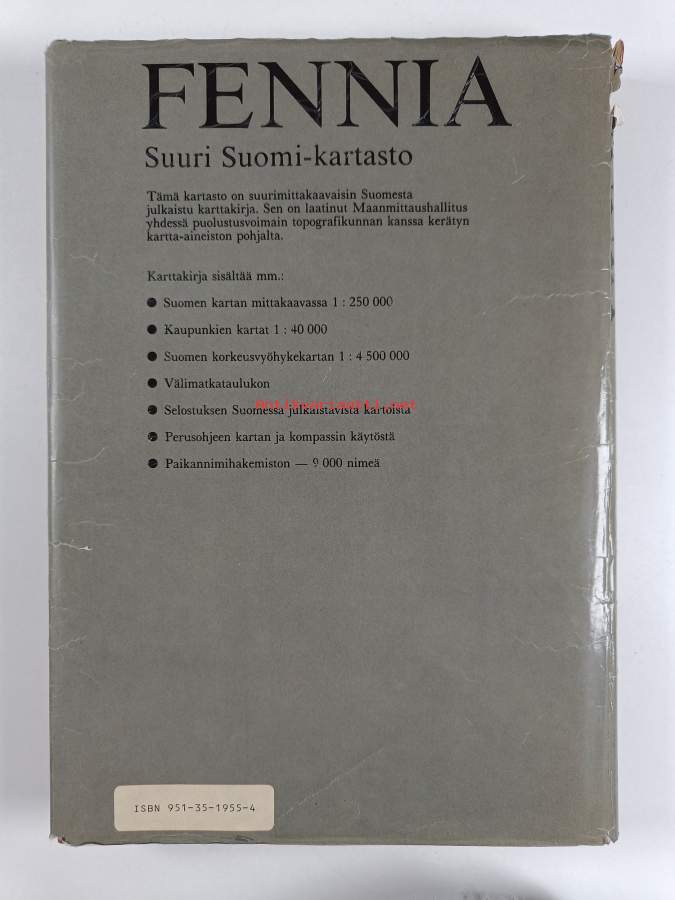 FENNIA
Suuri Suomi-kartasto
Tämä kartasto on suurimittakaavaisin Suomesta
julkaistu karttakirja. Sen on laatinut Maanmittaushallitus
yhdessä puolustusvoimain topografikunnan kanssa kerätyn
kartta-aineiston pohjalta.
Karttakirja sisältää mm.:
● Suomen kartan mittakaavassa 1 : 250 000
● Kaupunkien kartat 1 : 40 000
● Suomen korkeusvyöhykekartan 1 : 4 500 000
● Välimatkataulukon
● Selostuksen Suomessa julkaistavista kartoista
● Perusohjeen kartan ja kompassin käytöstä
● Paikannimihakemiston — 9 000 nimeä
ISBN 951-35-1955-4